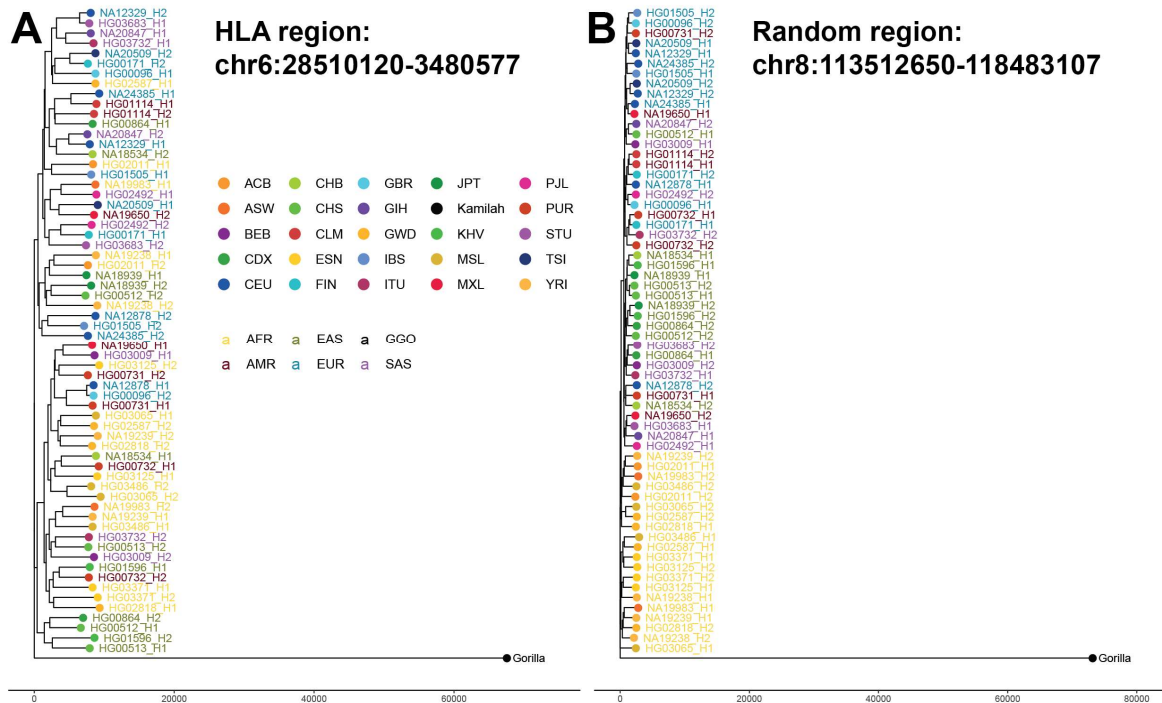 A
HLA region:
chr6:28510120-3480577
NA12329_H2
HG03683_H1
NA20847_H1
HG03732_H1
NA20509_H2
HG00171_H2
HG00096_H1
HG02587_H1
NA24385_H1
HG01114_H1
HG01114_H2
HG00864_H1
NA20847_H2
NA12329_H1
NA18534_H2
HG02011_H1
HG01505_H1
NA19983_H1
HG02492_H1
NA20509_H1
NA19650_H2
HG02492_H2
HG00171_H1
HG03683_H2
NA19238_H1
HG02011_H2
NA18939_H1
NA18939_H2
HG00512_H2
NA19238_H2
NA12878_H2
HG01505_H2
NA24385_H2
NA19650_H1
HG03009_H1
HG03125_H2
HG00731_H2
NA12878_H1
HG00096_H2
HG00731_H1
HG03065_H1
HG02587_H2
NA19239_H2
HG02818_H2
NA18534_H1
HG00732_H1
HG03125_H1
HG03486_H2
HG03065_H2
NA19983_H2
NA19239_H1
HG03486_H1
HG03732_H2
HG00513_H2
HG03009_H2
HG01596_H1
HG00732_H2
HG03371_H1
HG03371_H2
HG02818_H1
HG00864_H2
HG00512_H1
HG01596_H2
HG00513_H1
Gorilla
0 20000 40000 60000
ACB CHB GBR JPT PJL
ASW CHS GIH Kamilah PUR
BEB CLM GWD KHV STU
CDX ESN IBS MSL TSI
CEU FIN ITU MXL YRI
a AFR a EAS a GGO
a AMR a EUR a SAS
B
Random region:
chr8:113512650-118483107
HG01505_H2
HG00096_H2
HG00731_H2
NA20509_H1
NA12329_H1
NA24385_H2
HG01505_H1
NA20509_H2
NA12329_H2
NA24385_H1
NA19650_H1
NA20847_H2
HG00512_H1
HG03009_H1
HG01114_H2
HG01114_H1
HG00171_H2
NA12878_H1
HG02492_H2
HG00096_H1
HG00732_H1
HG00171_H1
HG03732_H2
HG00732_H2
NA18534_H1
HG01596_H1
NA18939_H1
HG00513_H2
HG00513_H1
NA18939_H2
HG01596_H2
HG00864_H2
HG00512_H2
HG03683_H2
HG00864_H1
HG03009_H2
HG03732_H1
NA12878_H2
HG00731_H1
NA18534_H2
NA19650_H2
HG03683_H1
NA20847_H1
HG02492_H1
NA19239_H2
HG02011_H1
NA19983_H2
HG03486_H2
HG02011_H2
HG03065_H2
HG02587_H2
HG02818_H1
HG03486_H1
HG02587_H1
HG03371_H1
HG03125_H2
HG03371_H2
HG03125_H1
NA19238_H1
NA19983_H1
NA19239_H1
HG02818_H2
NA19238_H2
HG03065_H1
Gorilla
0 20000 40000 60000 80000